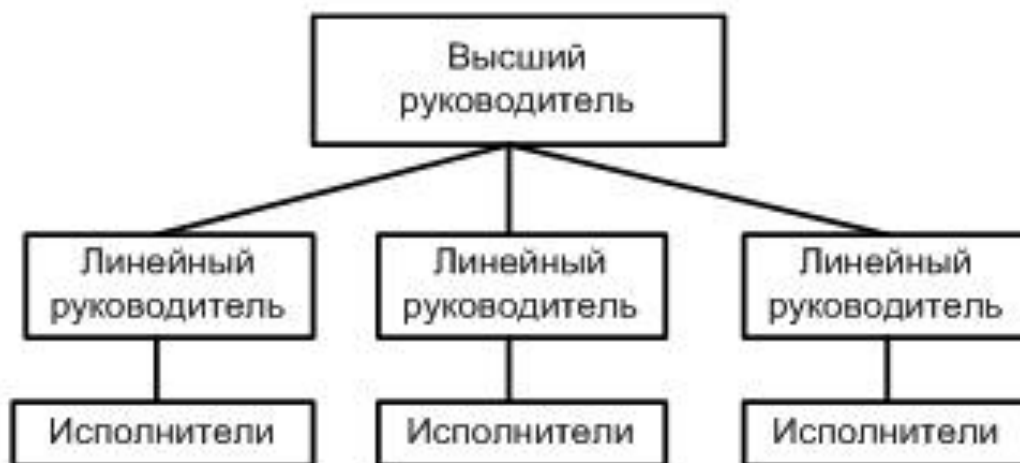 Высший
руководитель
Линейный
руководитель
Линейный
руководитель
Линейный
руководитель
Исполнители
Исполнители
Исполнители